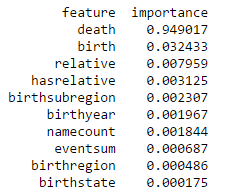 feature importance
death 0.949017
birth 0.032433
relative 0.007959
hasrelative 0.003125
birthsubregion 0.002307
birthyear 0.001967
namecount 0.001844
eventsum 0.000687
birthregion 0.000486
birthstate 0.000175